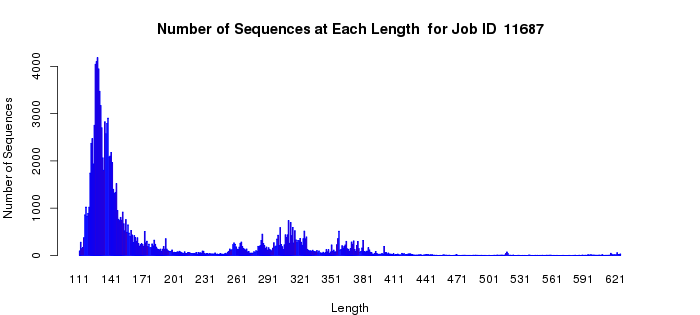 Number of Sequences at Each Length  for Job ID  11687
Number of Sequences
4000
3000
2000
1000
0
111 141 171 201 231 261 291 321 351 381 411 441 471 501 531 561 591 621
Length